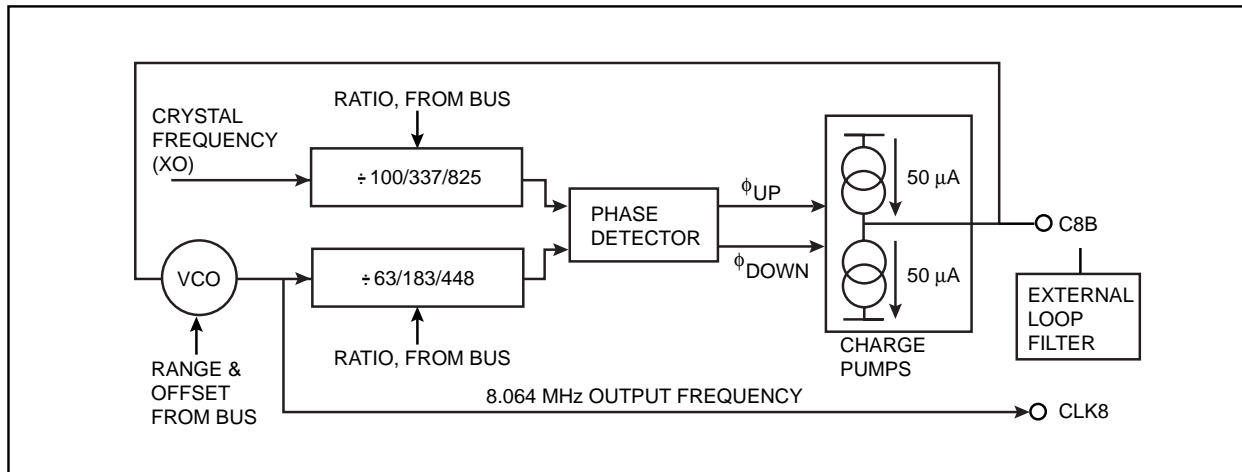 RATIO, FROM BUS
CRYSTAL
FREQUENCY
(XO)
÷ 100/337/825
PHASE
DETECTOR
ϕUP
ϕDOWN
50 μA
50 μA
C8B
VCO
÷ 63/183/448
EXTERNAL
LOOP
FILTER
CHARGE
PUMPS
RATIO, FROM BUS
RANGE &
OFFSET
FROM BUS
8.064 MHz OUTPUT FREQUENCY
CLK8